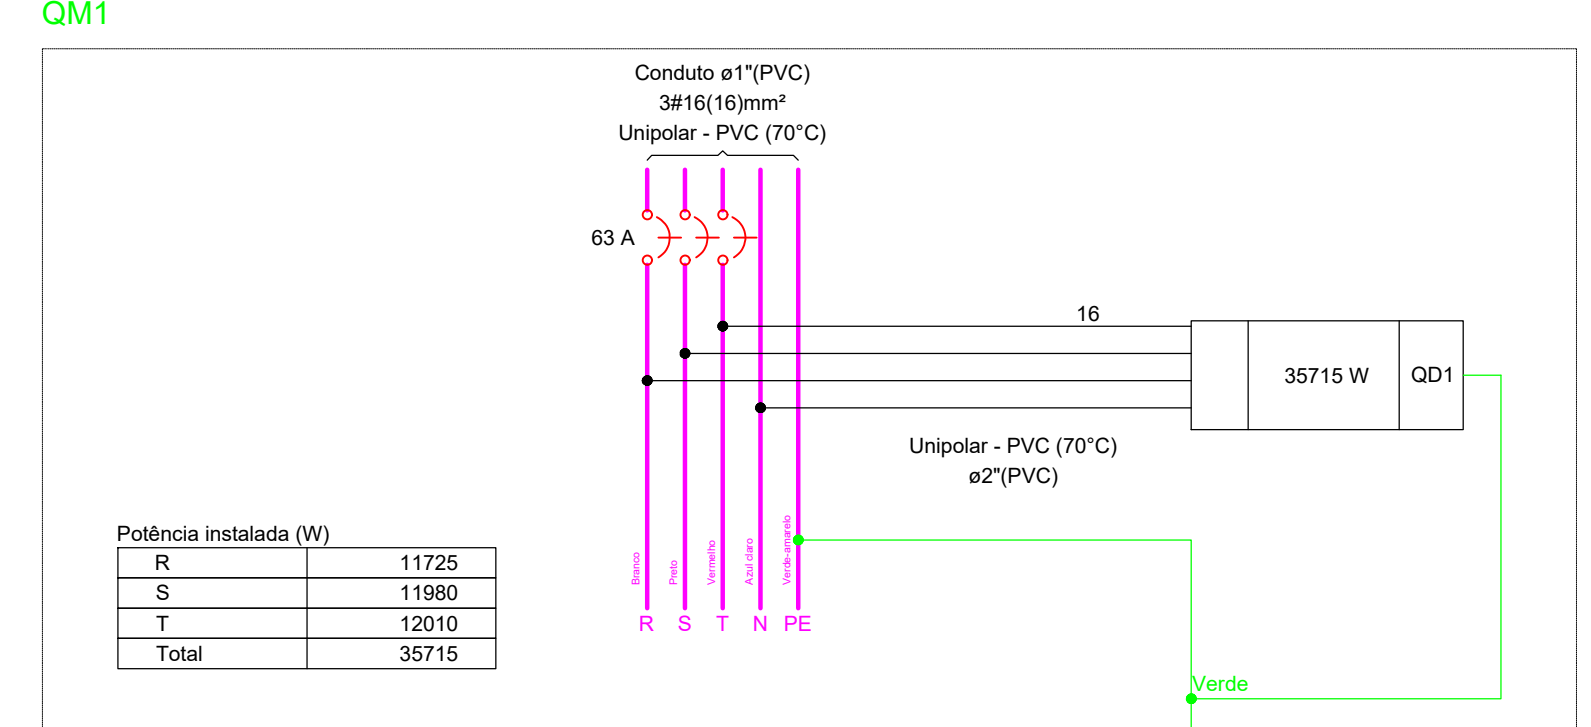 QM1
Conduto ø1"(PVC)
3#16(16)mm²
Unipolar - PVC (70°C)
63 A
16
35715 W
QD1
Unipolar - PVC (70°C)
ø2"(PVC)
Potência instalada (W)
R 11725
S 11980
T 12010
Total 35715
Branco
Preto
Vermelho
Azul claro
Verde-amarelo
R S T N PE
Verde